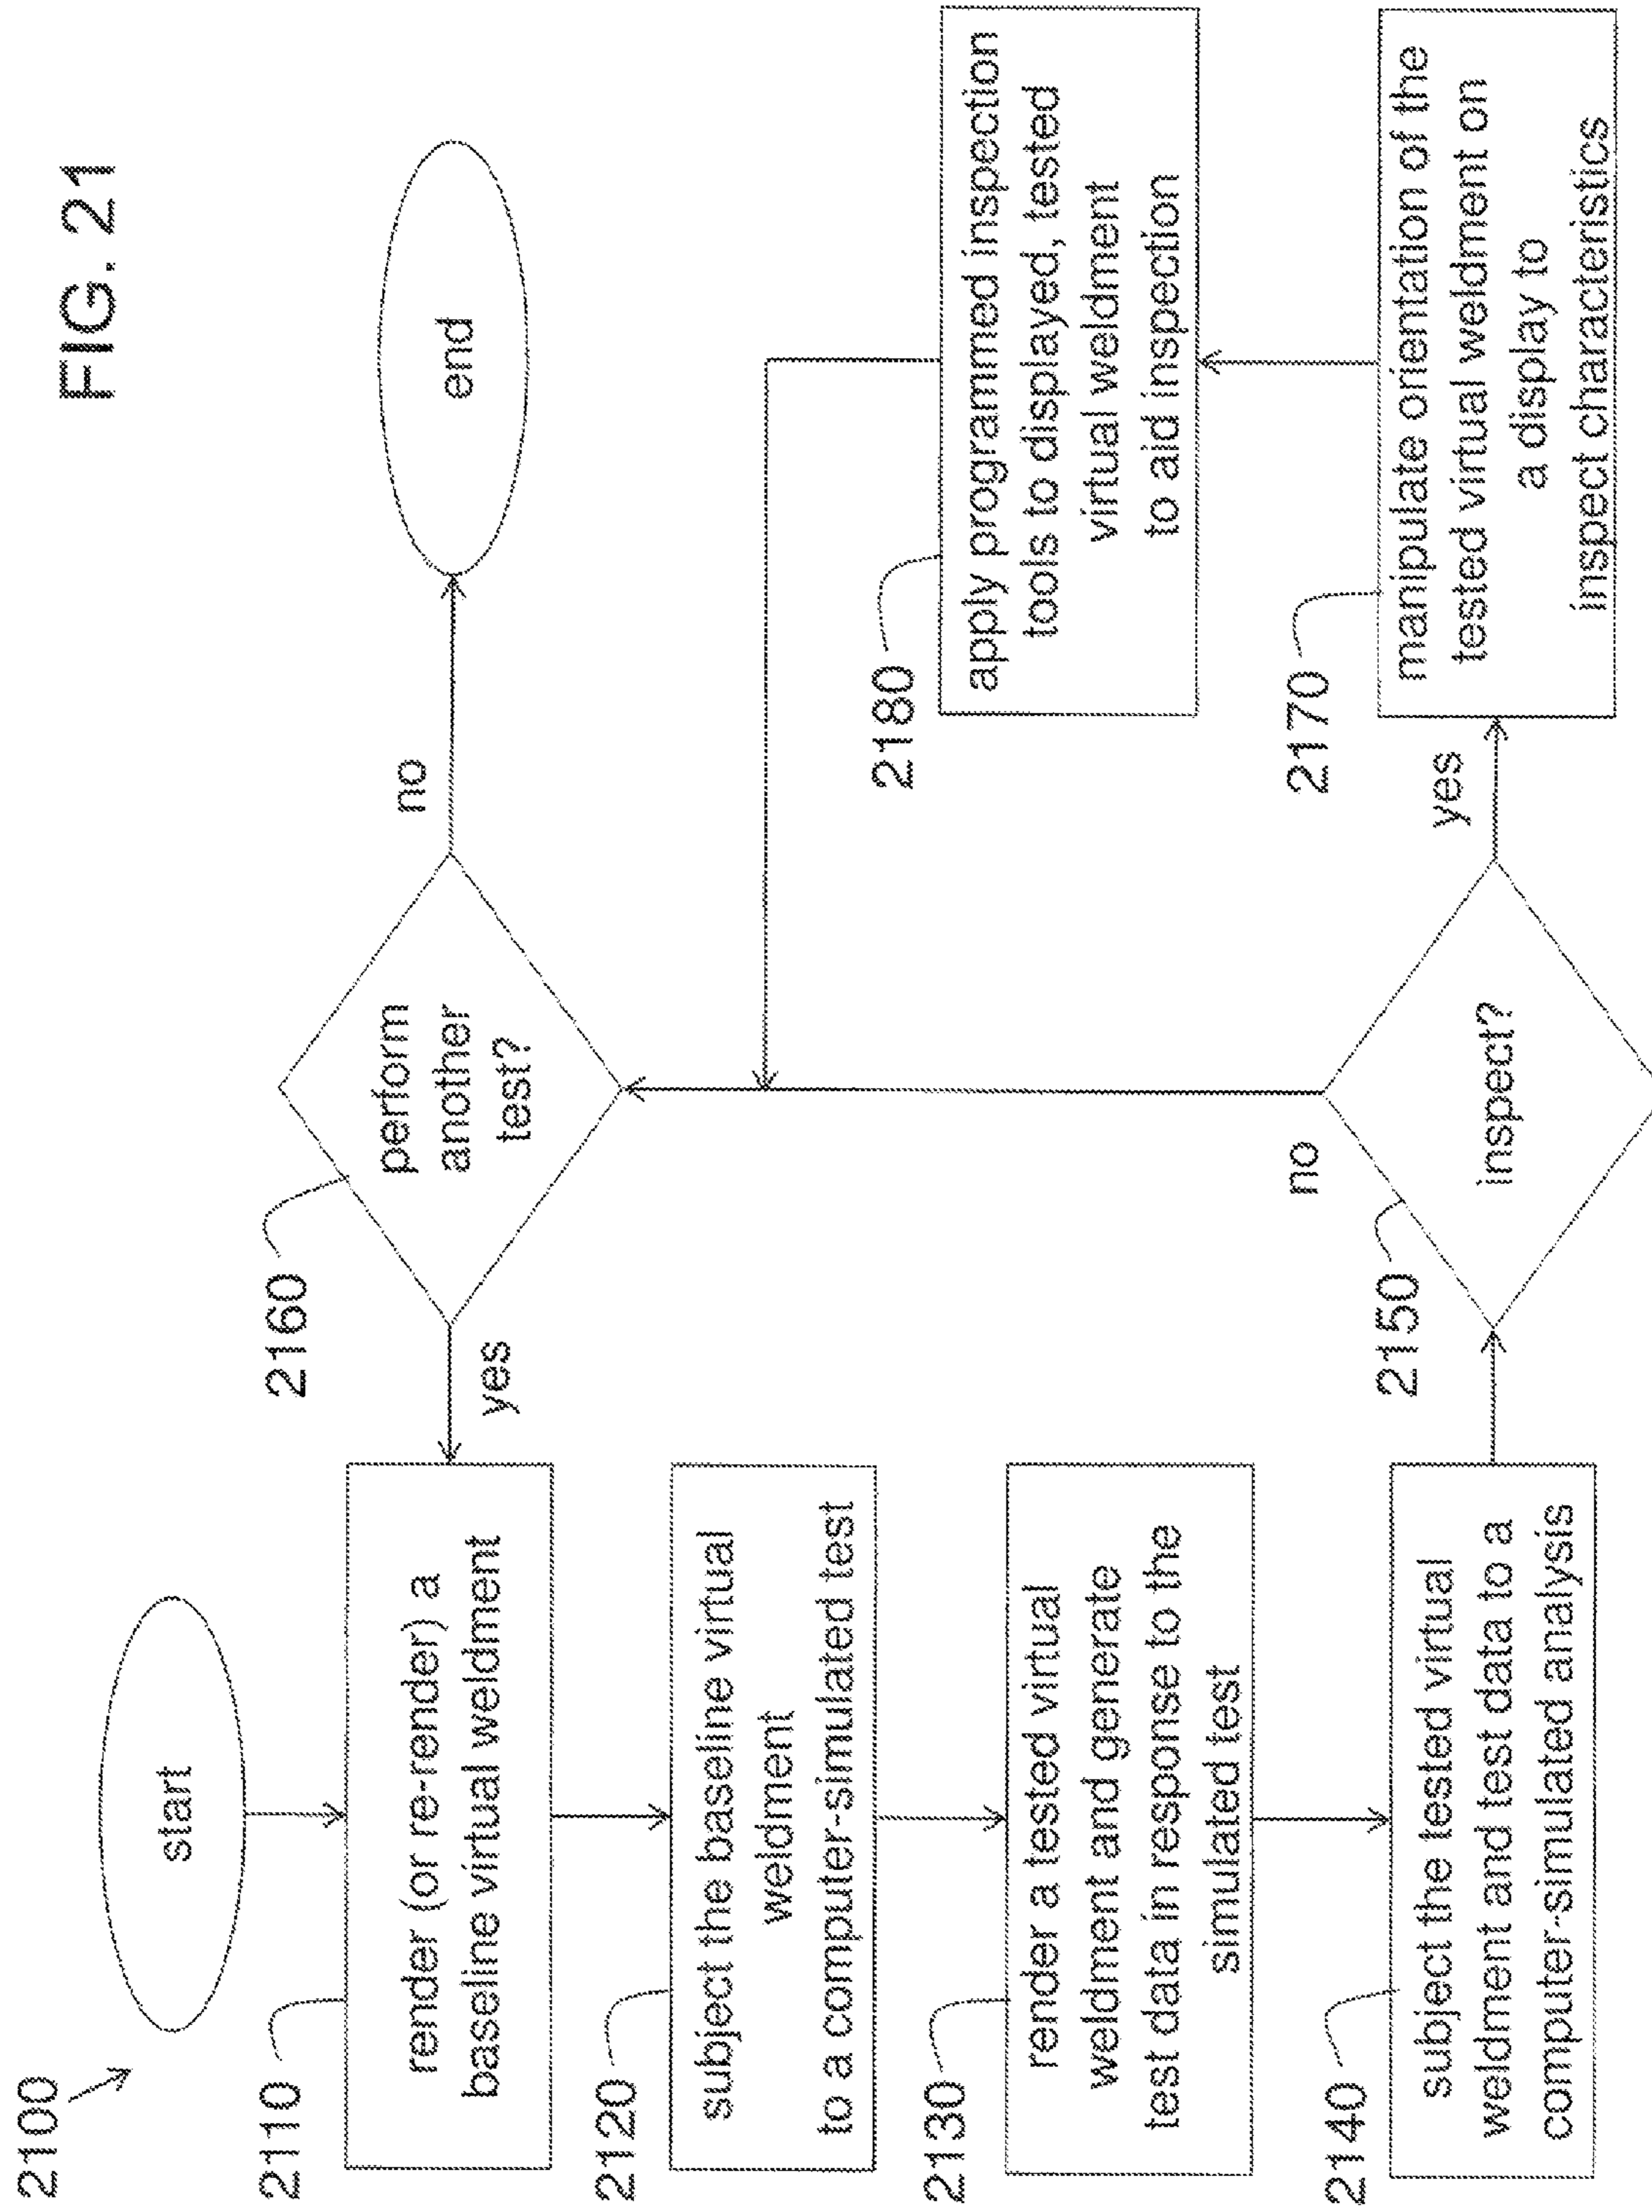 FIG. 21
2100
start
2110
render (or re-render) a
baseline virtual weldment
2120
subject the baseline virtual
weldment
to a computer-simulated test
2130
render a tested virtual
weldment and generate
test data in response to the
simulated test
2140
subject the tested virtual
weldment and test data to a
computer-simulated analysis
2150
inspect?
no
yes
2160
perform
another
test?
yes
no
end
2170
manipulate orientation of the
tested virtual weldment on
a display to
inspect characteristics
2180
apply programmed inspection
tools to displayed, tested
virtual weldment
to aid inspection